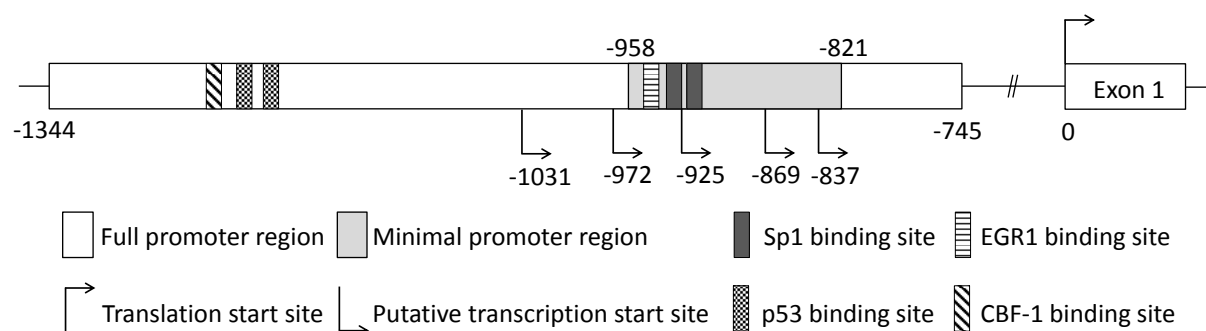 -958 -821
Exon 1
-1344 -745 0
-1031 -972 -925 -869 -837
Full promoter region Minimal promoter region Sp1 binding site EGR1 binding site
Translation start site Putative transcription start site p53 binding site CBF-1 binding site